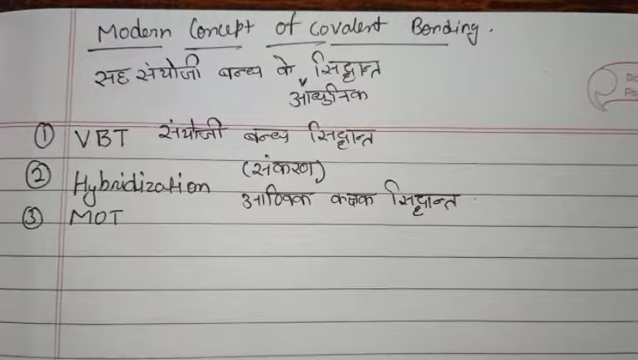 Modern Concept of Covalent Bonding.
सह संयोजी बन्ध के सिद्धान्त
आधुनिक
① VBT संयोजी बन्ध सिद्धान्त
② Hybridization (संकरण)
③ MOT आण्विक कक्षक सिद्धान्त